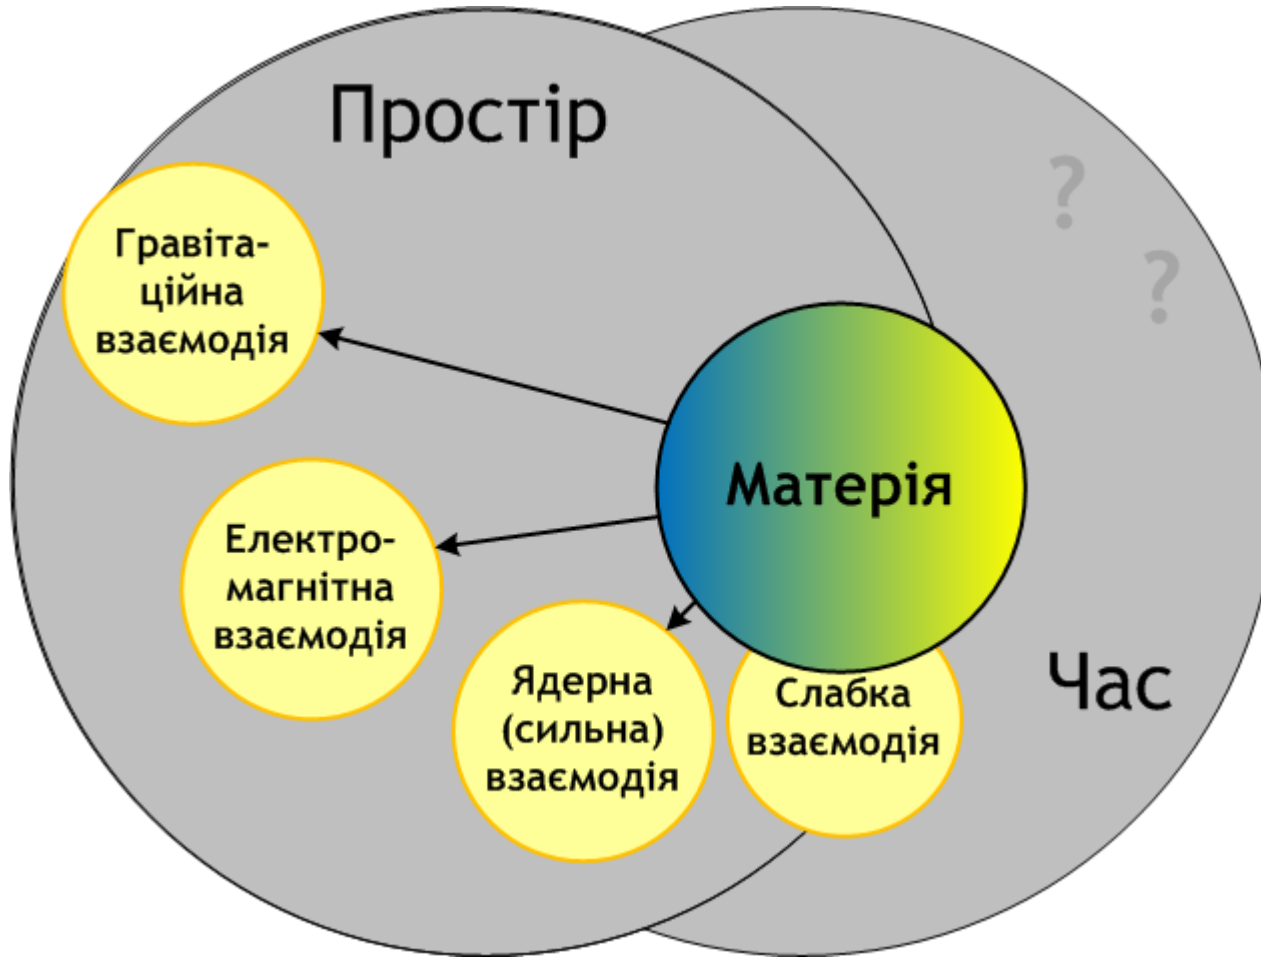 Простір
?
?
Гравіта-
ційна
взаємодія
Матерія
Електро-
магнітна
взаємодія
Ядерна
(сильна)
взаємодія
Слабка
взаємодія
Час